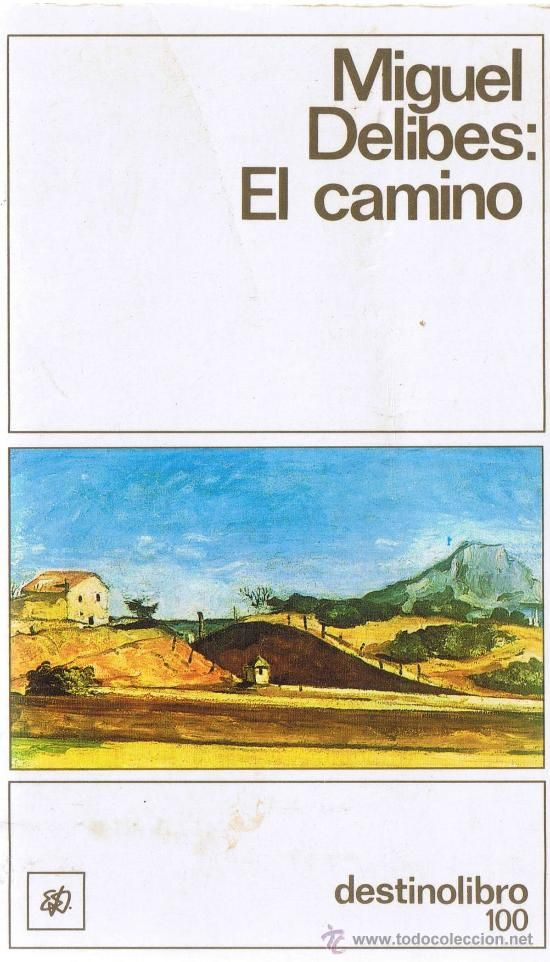 Miguel
Delibes:
El camino
destinolibro
100
www.todocoleccion.net